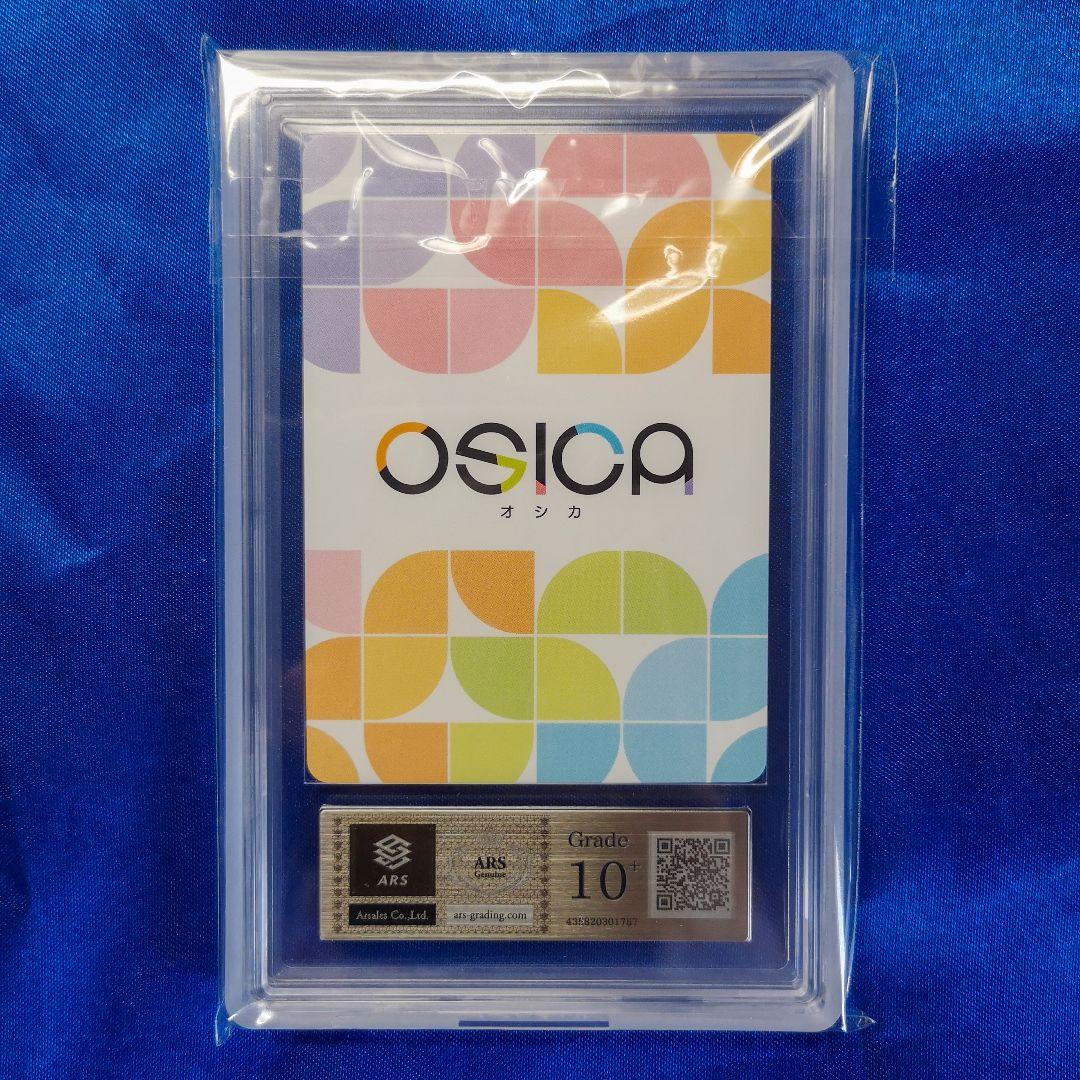 OSICA
オシカ
ARS
Arsales Co.,Ltd.
ARS
Genuine
ars-grading.com
Grade
10+